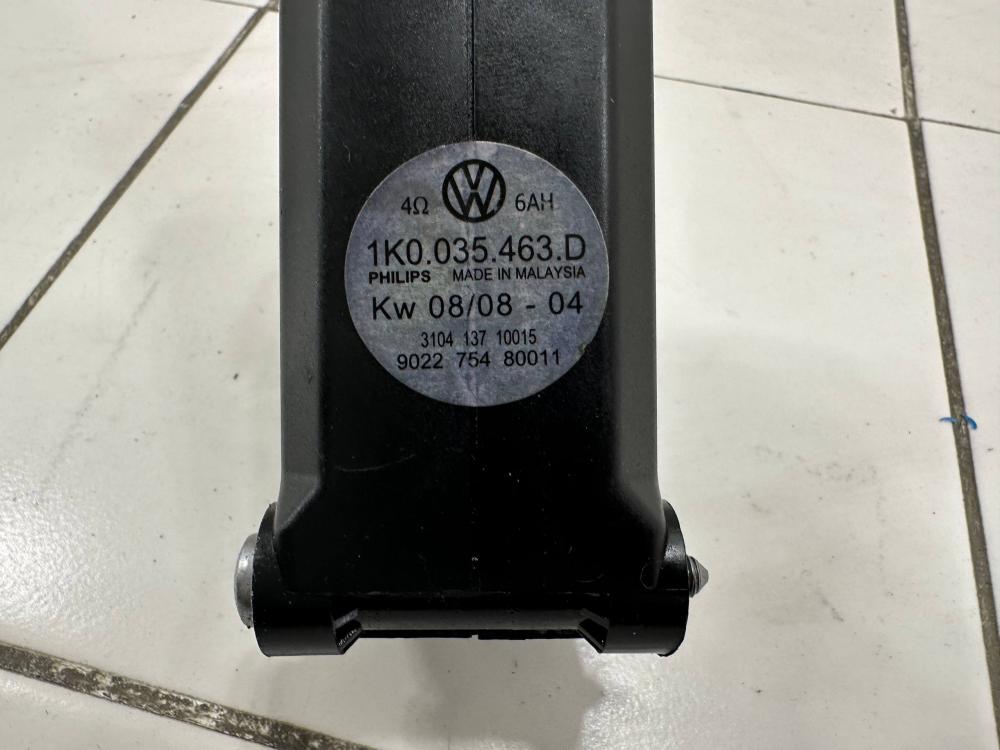 4Ω VW 6AH
1K0.035.463.D
PHILIPS MADE IN MALAYSIA
Kw 08/08 - 04
3104 137 10015
9022 754 80011